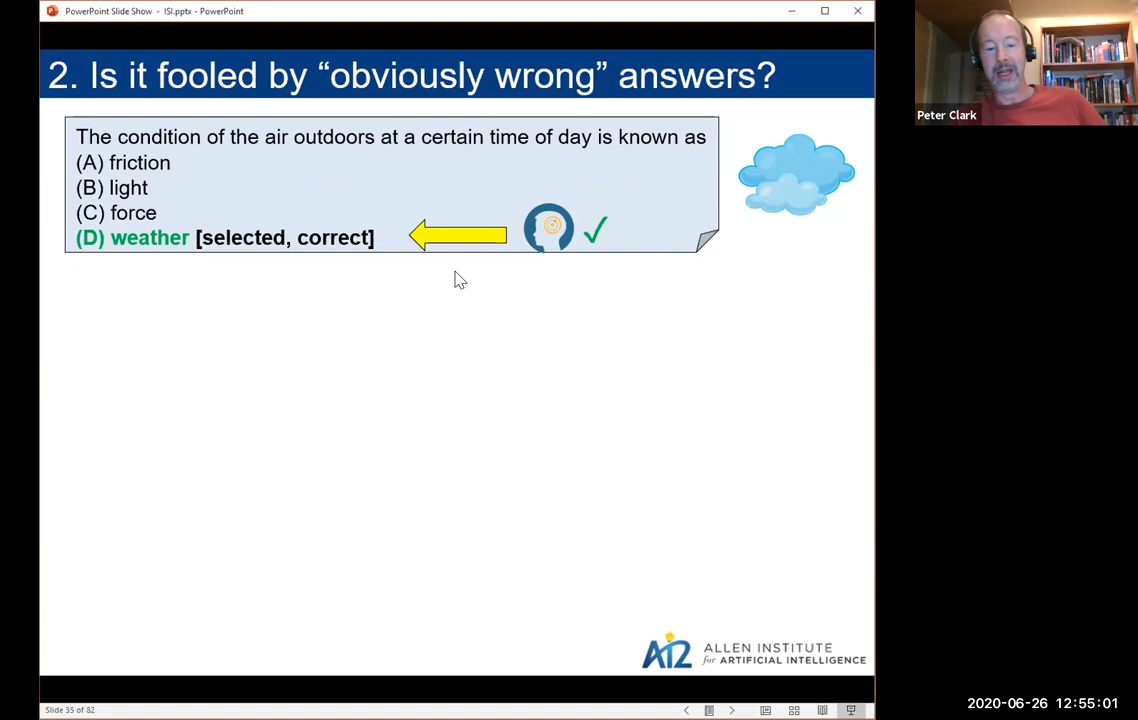 PowerPoint Slide Show - ISI.pptx - PowerPoint
2. Is it fooled by “obviously wrong” answers?
The condition of the air outdoors at a certain time of day is known as
(A) friction
(B) light
(C) force
(D) weather [selected, correct]
Peter Clark
AI2 ALLEN INSTITUTE
for ARTIFICIAL INTELLIGENCE
Slide 35 of 82
2020-06-26 12:55:01